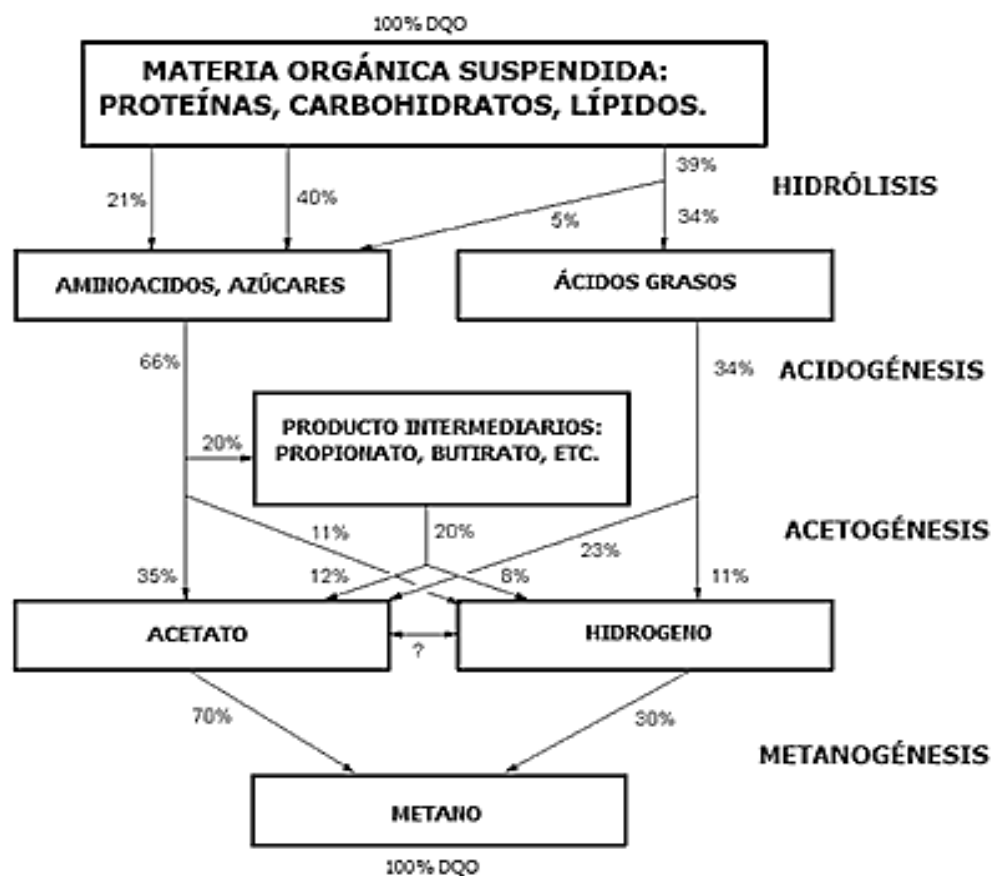 100% DQO
MATERIA ORGÁNICA SUSPENDIDA:
PROTEÍNAS, CARBOHIDRATOS, LÍPIDOS.
39%
HIDRÓLISIS
21%
40%
5%
34%
AMINOACIDOS, AZÚCARES
ÁCIDOS GRASOS
66%
34%
ACIDOGÉNESIS
PRODUCTO INTERMEDIARIOS:
PROPIONATO, BUTIRATO, ETC.
20%
11%
20%
23%
ACETOGÉNESIS
35%
12%
8%
11%
ACETATO
HIDROGENO
?
70%
30%
METANOGÉNESIS
METANO
100% DQO